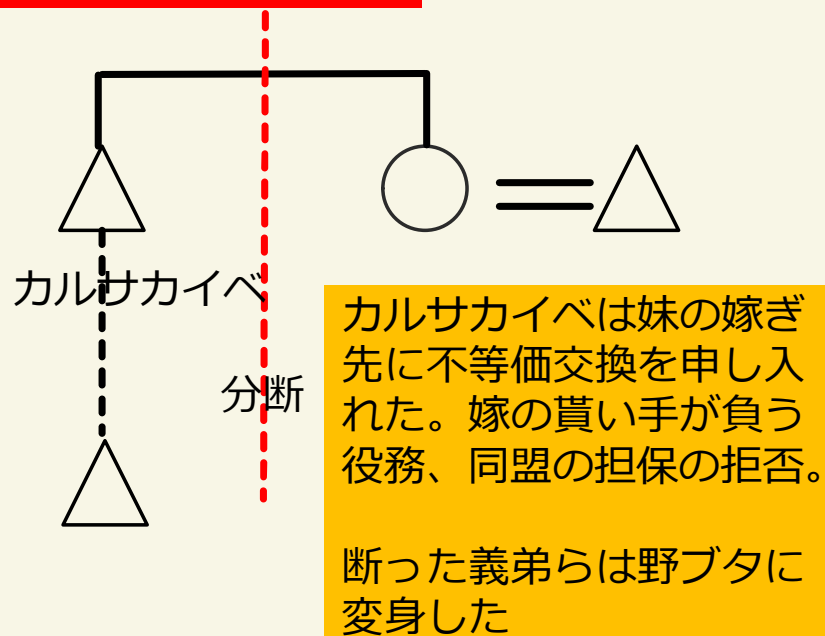 カルサカイベ
分断
カルサカイベは妹の嫁ぎ
先に不等価交換を申し入
れた。嫁の貰い手が負う
役務、同盟の担保の拒否。
断った義弟らは野ブタに
変身した